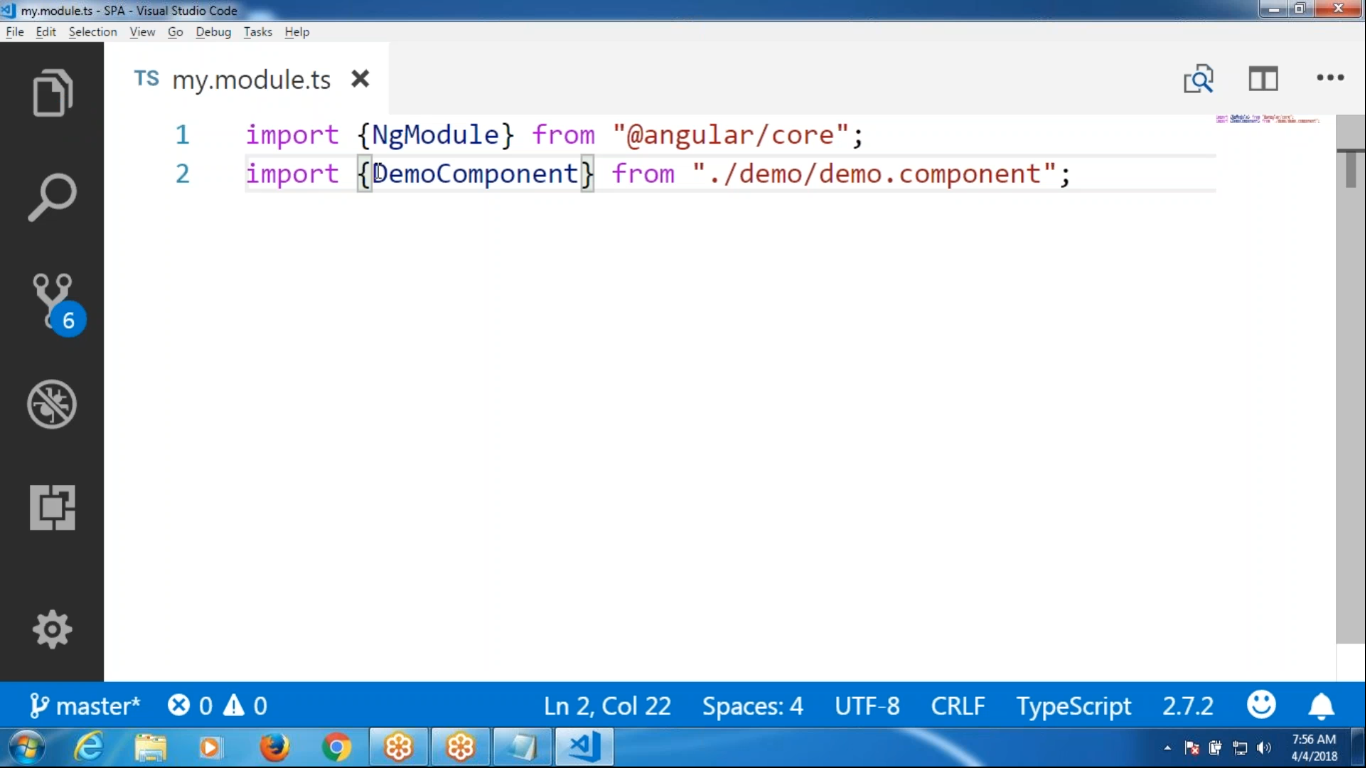 my.module.ts - SPA - Visual Studio Code
File Edit Selection View Go Debug Tasks Help
TS my.module.ts
1 import {NgModule} from "@angular/core";
2 import {DemoComponent} from "./demo/demo.component";
6
master* 0 0 Ln 2, Col 22 Spaces: 4 UTF-8 CRLF TypeScript 2.7.2
7:56 AM
4/4/2018